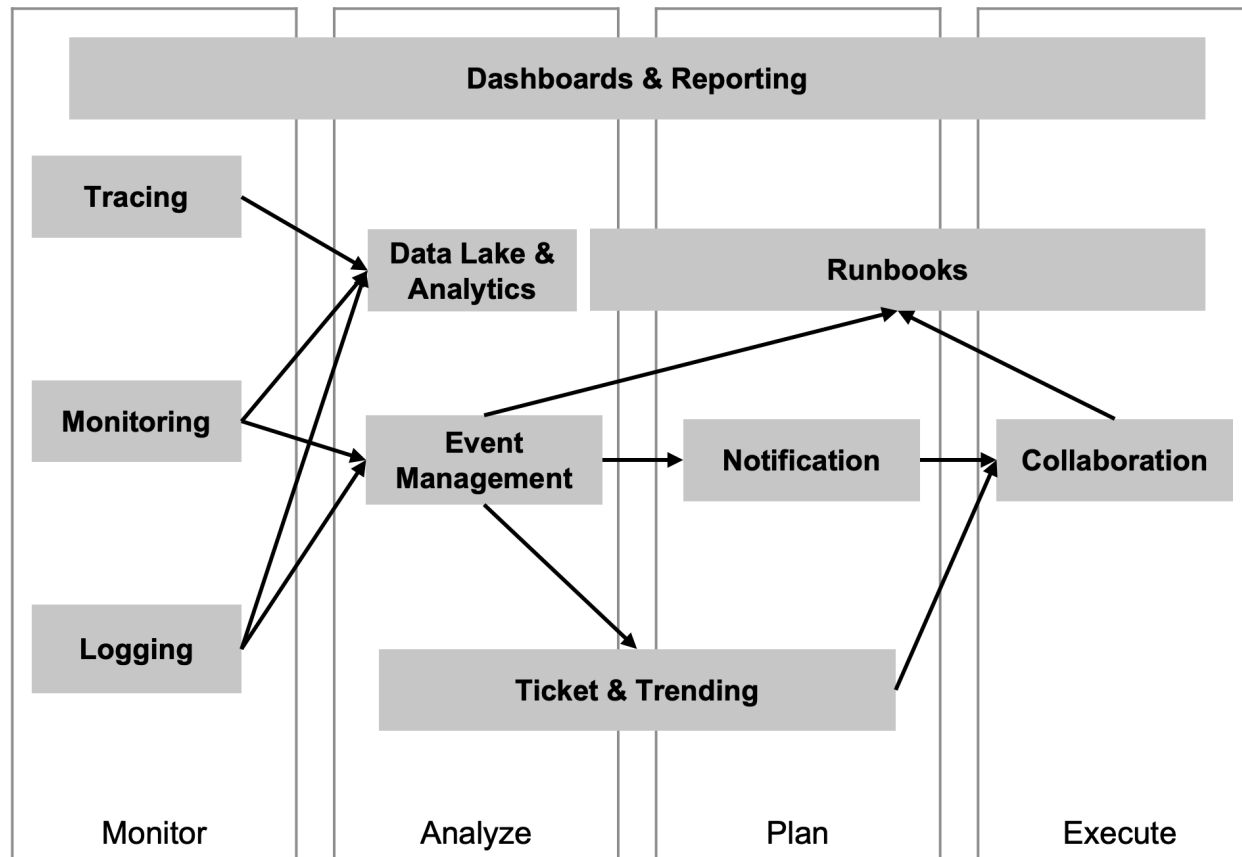 Dashboards & Reporting
Tracing
Data Lake &
Analytics
Runbooks
Monitoring
Event
Management
Notification
Collaboration
Logging
Ticket & Trending
Monitor
Analyze
Plan
Execute